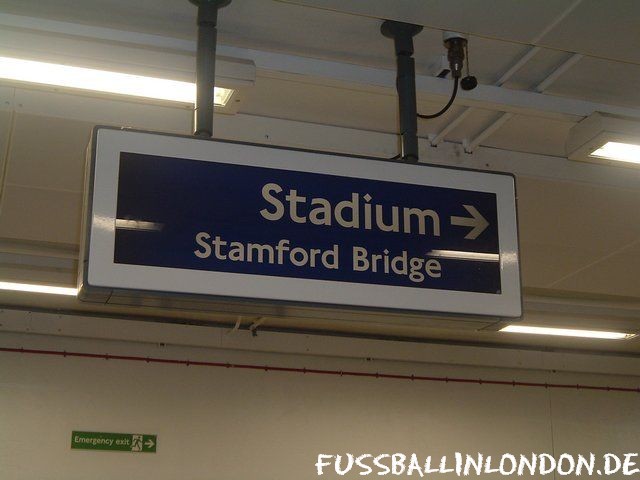 Stadium →
Stamford Bridge
Emergency exit →
FUSSBALLINLONDON.DE